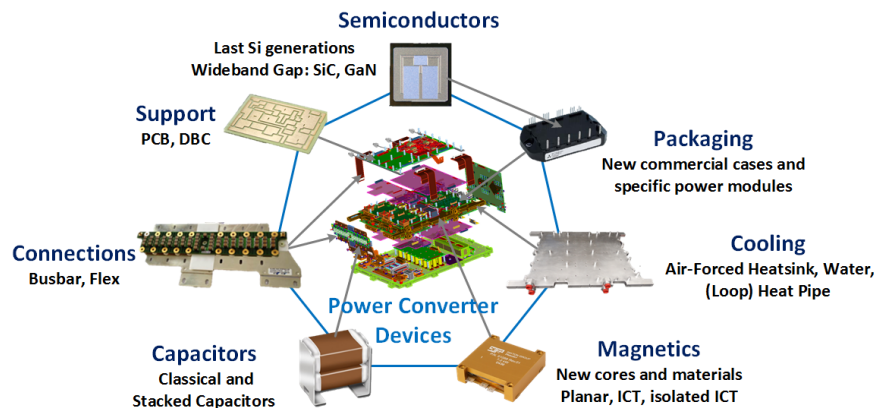 Semiconductors
Last Si generations
Wideband Gap: SiC, GaN
Support
PCB, DBC
Packaging
New commercial cases and
specific power modules
Connections
Busbar, Flex
Cooling
Air-Forced Heatsink, Water,
(Loop) Heat Pipe
Power Converter
Devices
Capacitors
Classical and
Stacked Capacitors
Magnetics
New cores and materials
Planar, ICT, isolated ICT